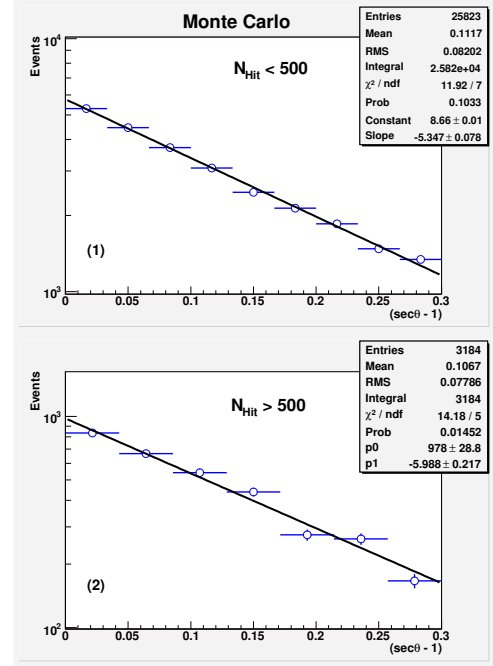 Monte Carlo
Entries 25823
Mean 0.1117
RMS 0.08202
Integral 2.582e+04
χ² / ndf 11.92 / 7
Prob 0.1033
Constant 8.66 ± 0.01
Slope -5.347 ± 0.078
Events
10⁴
10³
N_Hit < 500
(1)
0 0.05 0.1 0.15 0.2 0.25 0.3
(secθ - 1)
Entries 3184
Mean 0.1067
RMS 0.07786
Integral 3184
χ² / ndf 14.18 / 5
Prob 0.01452
p0 978 ± 28.8
p1 -5.988 ± 0.217
Events
10³
10²
N_Hit > 500
(2)
0 0.05 0.1 0.15 0.2 0.25 0.3
(secθ - 1)